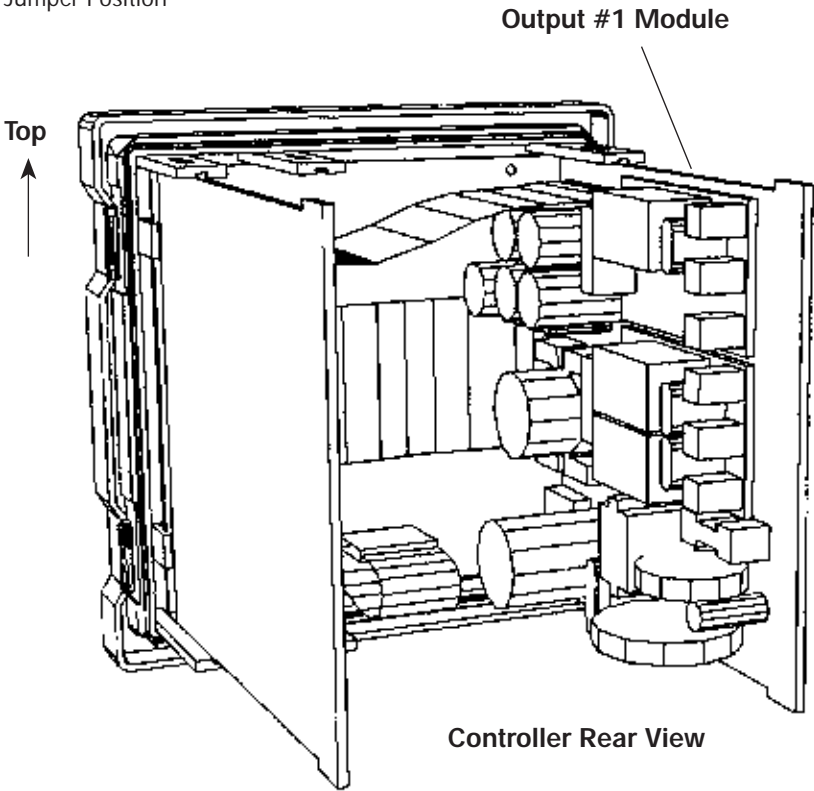 Jumper Position
Output #1 Module
Top
Controller Rear View